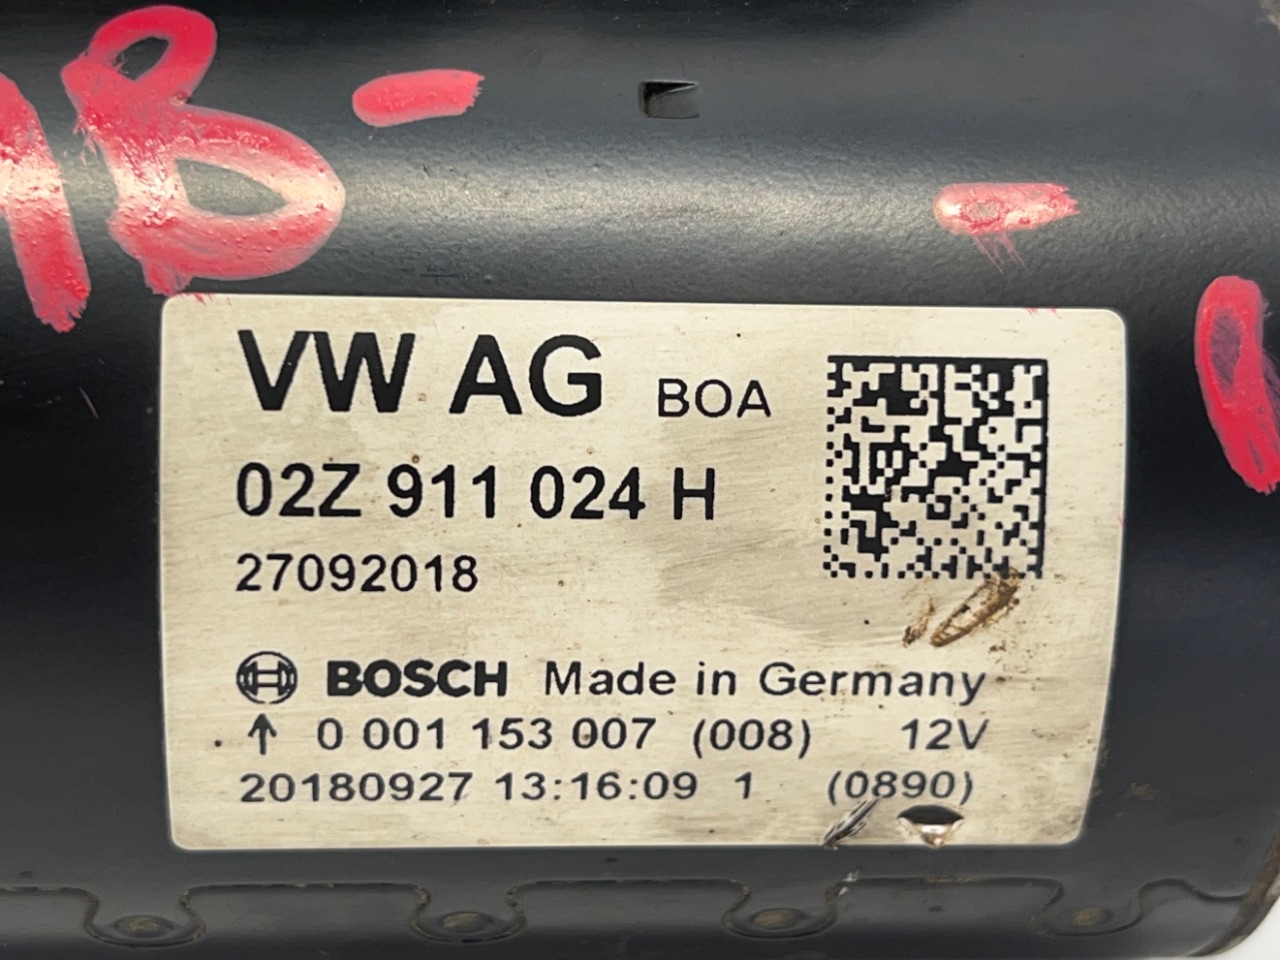 B -
-
VW AG BOA
02Z 911 024 H
27092018
BOSCH Made in Germany
↑ 0 001 153 007 (008) 12V
20180927 13:16:09 1 (0890)